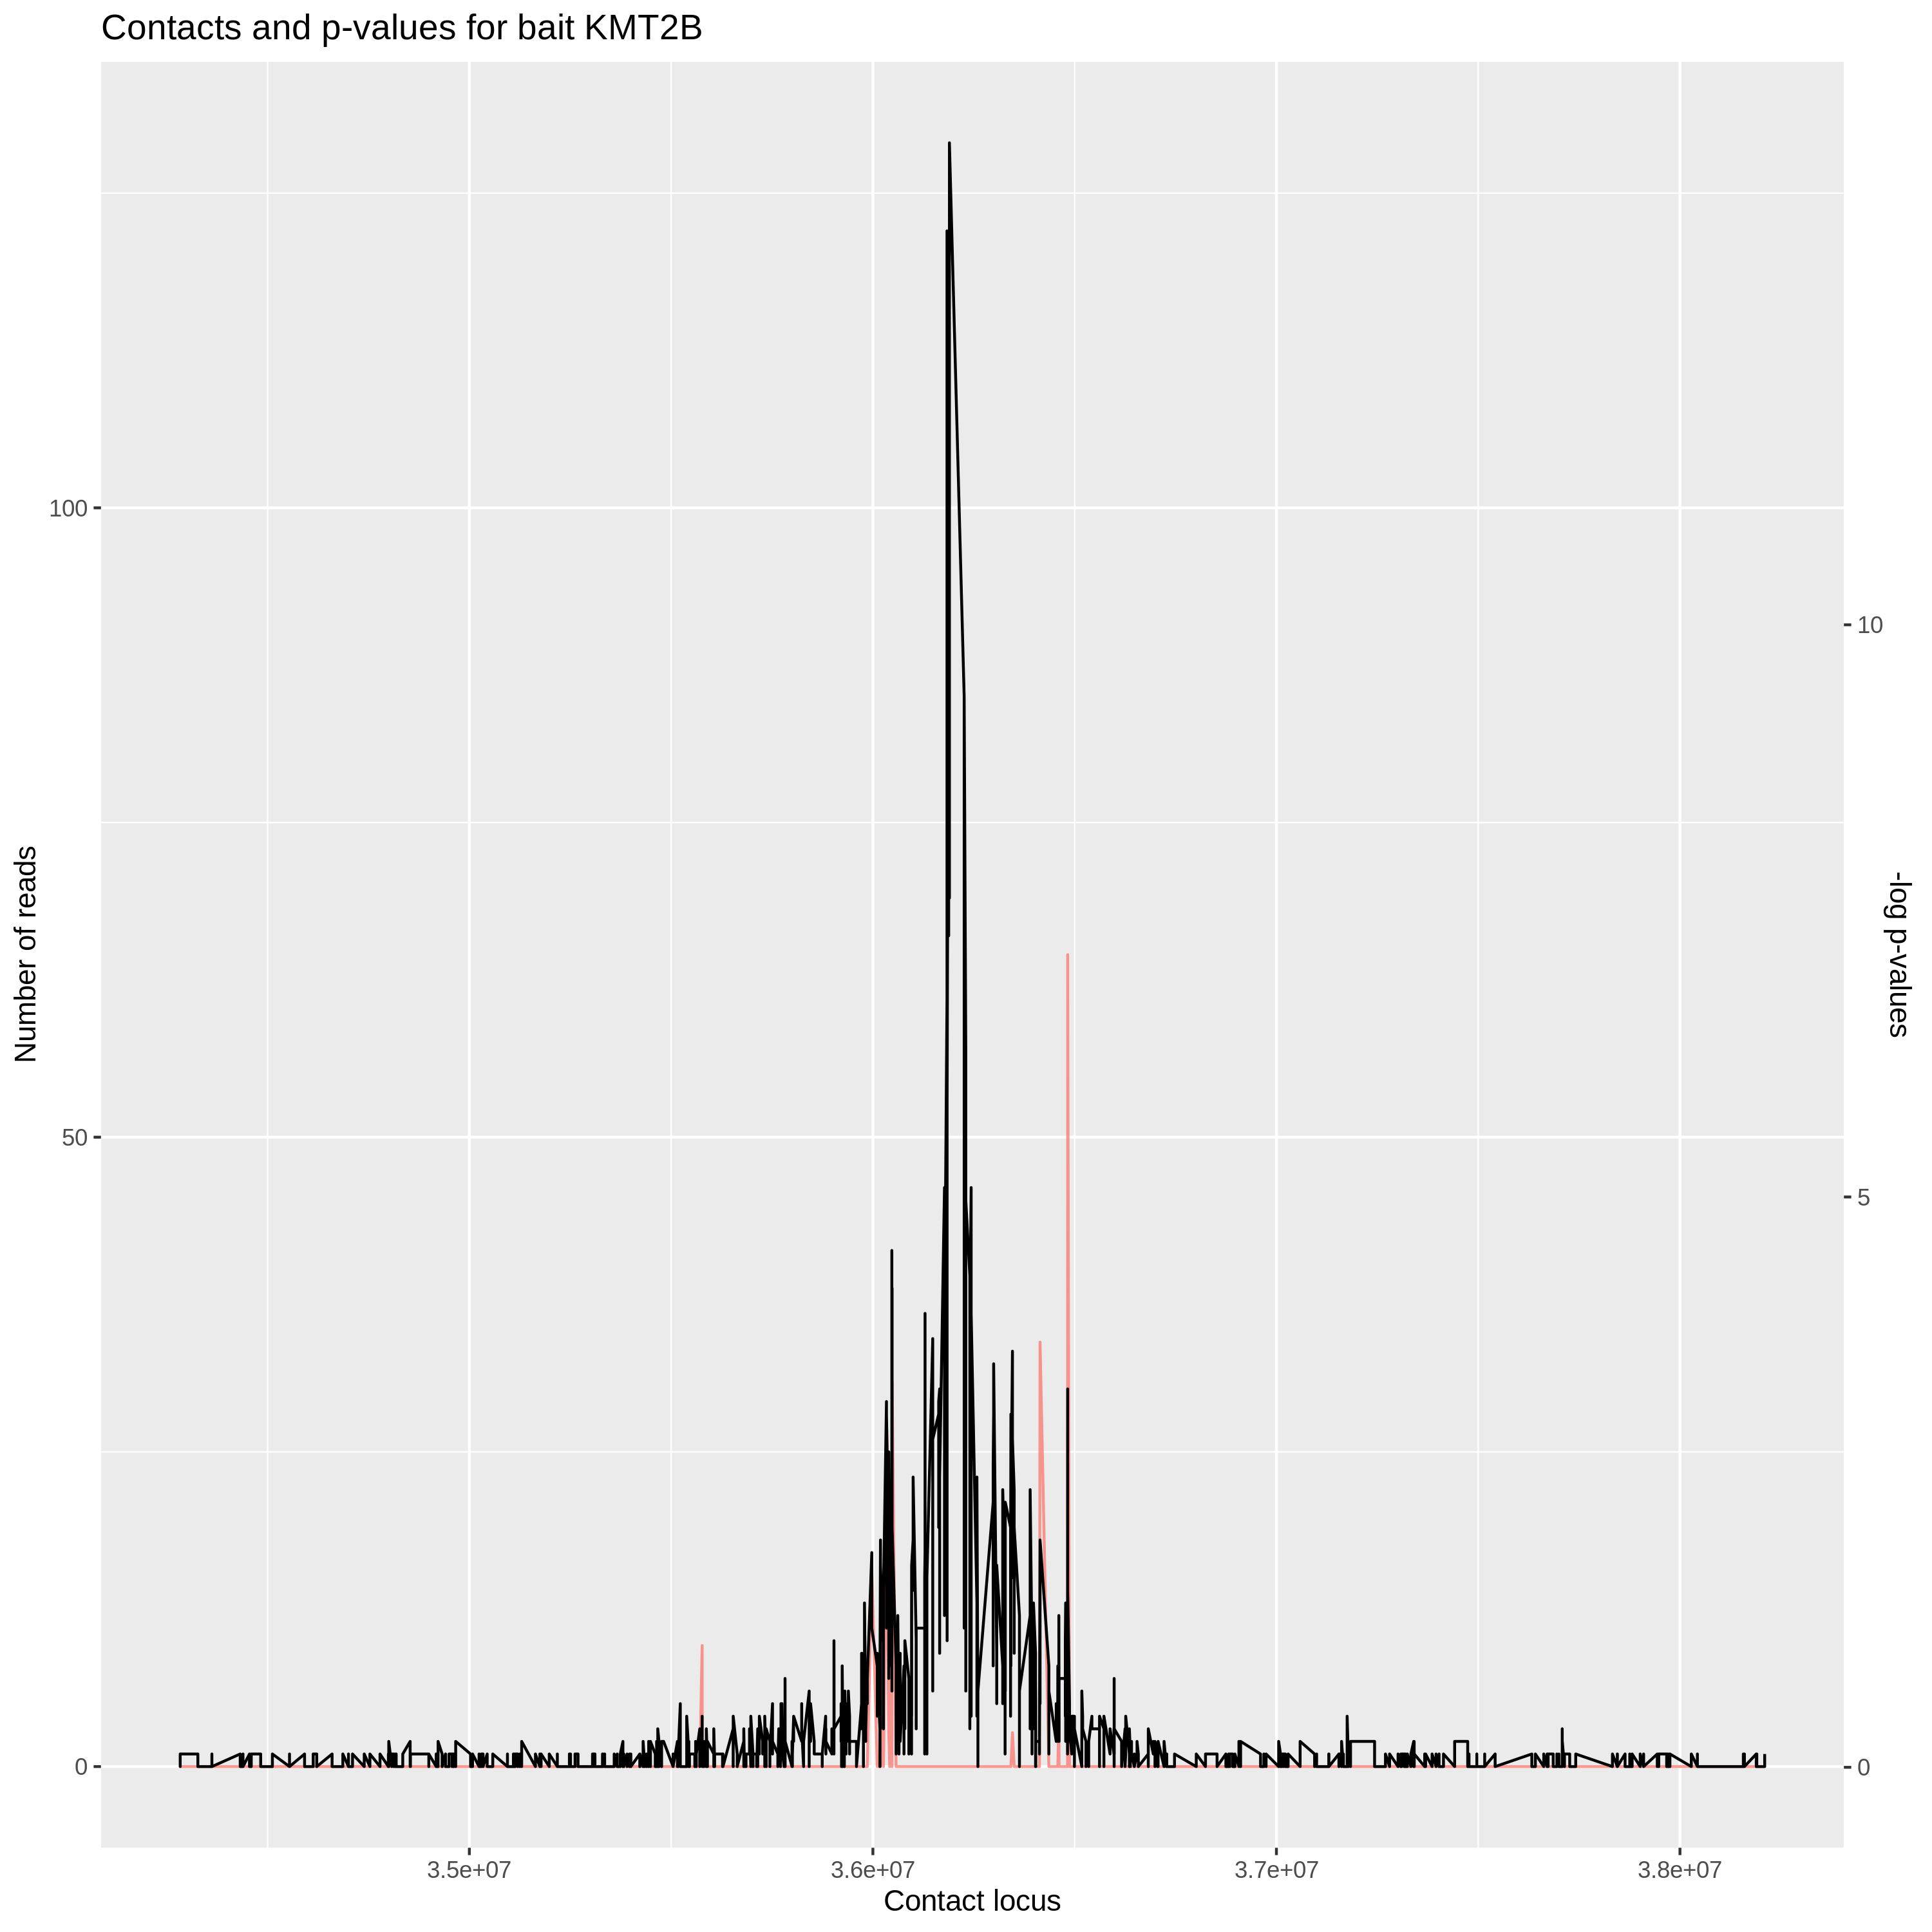 Contacts and p-values for bait KMT2B
Number of reads
100
50
0
10
5
0
-log p-values
3.5e+07 3.6e+07 3.7e+07 3.8e+07
Contact locus